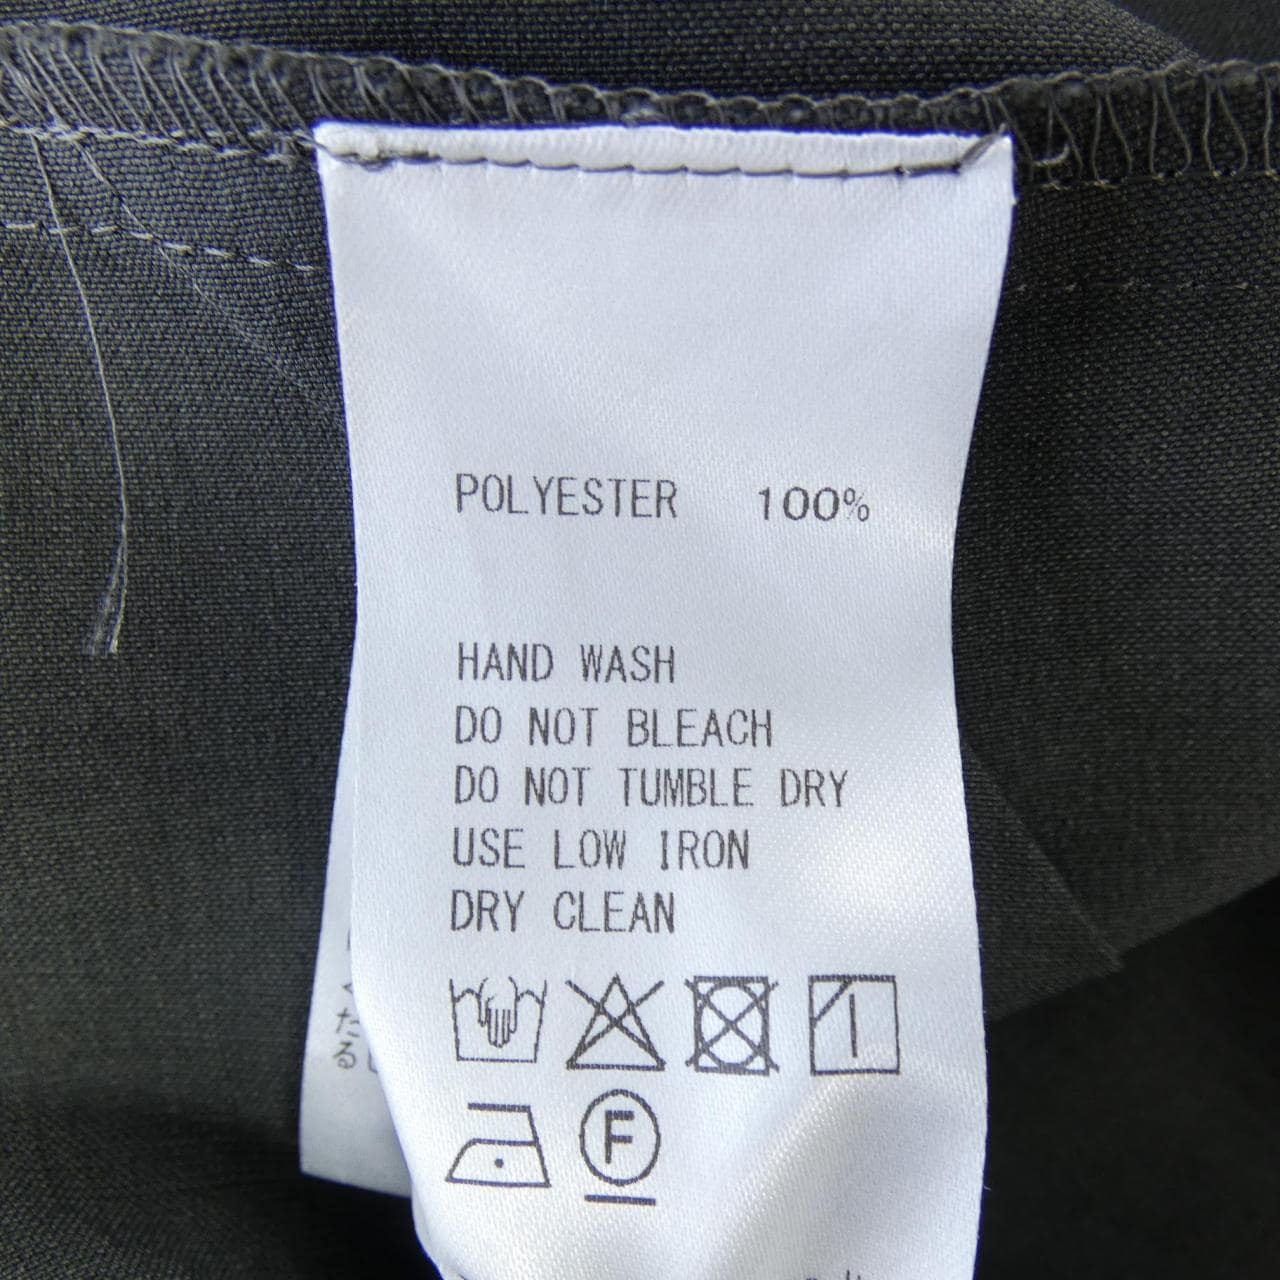 POLYESTER 100%
HAND WASH
DO NOT BLEACH
DO NOT TUMBLE DRY
USE LOW IRON
DRY CLEAN
F